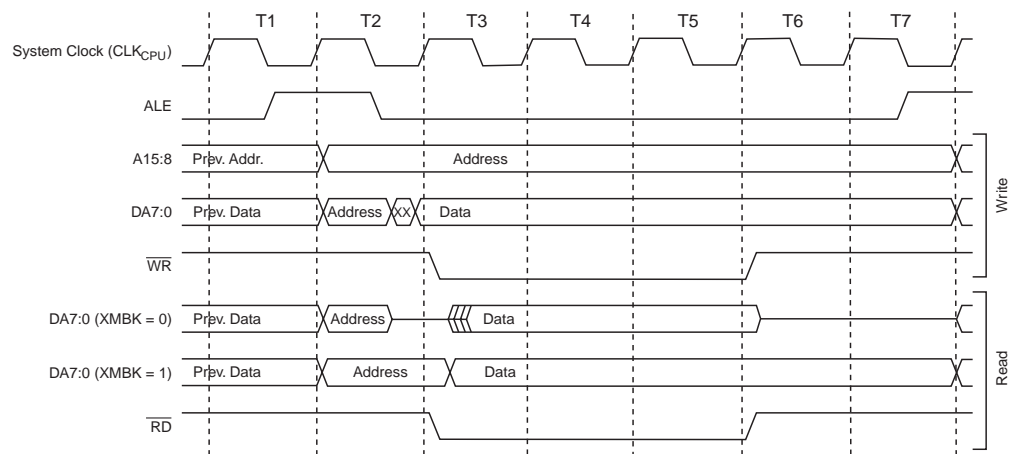 T1 T2 T3 T4 T5 T6 T7
System Clock (CLKCPU)
ALE
A15:8 Prev. Addr. Address
DA7:0 Prev. Data Address XX Data
WR
Write
DA7:0 (XMBK = 0) Prev. Data Address Data
DA7:0 (XMBK = 1) Prev. Data Address Data
RD
Read